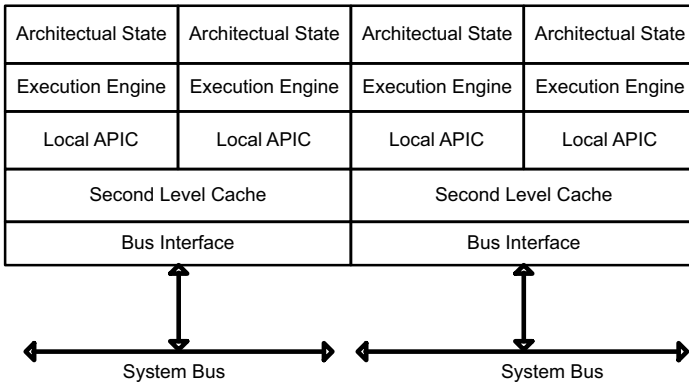 Architectual State Architectual State Architectual State Architectual State
Execution Engine Execution Engine Execution Engine Execution Engine
Local APIC Local APIC Local APIC Local APIC
Second Level Cache Second Level Cache
Bus Interface Bus Interface
System Bus System Bus